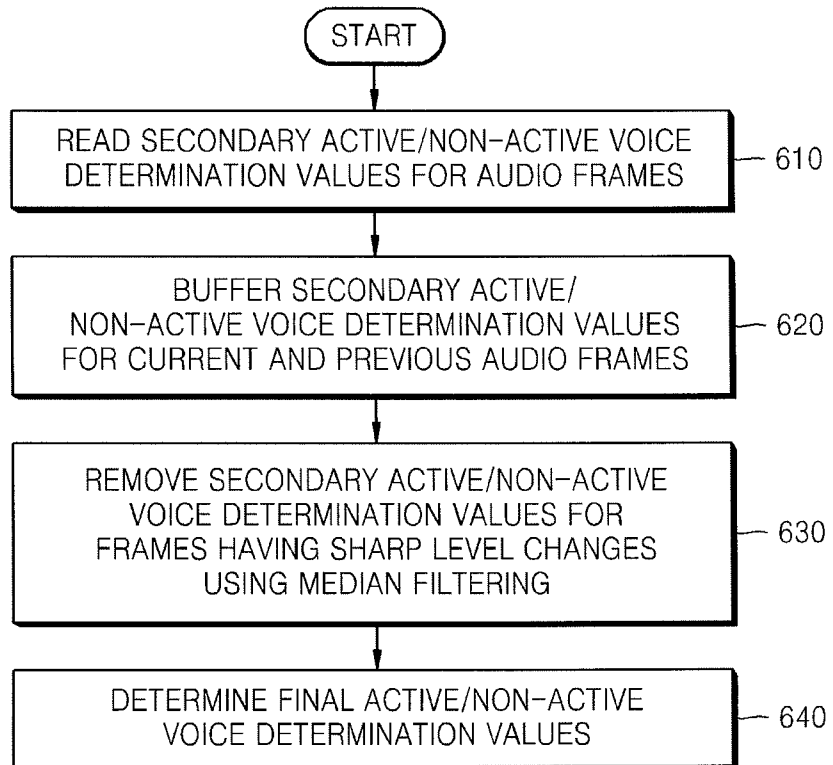 START
READ SECONDARY ACTIVE/NON-ACTIVE VOICE
DETERMINATION VALUES FOR AUDIO FRAMES
610
BUFFER SECONDARY ACTIVE/
NON-ACTIVE VOICE DETERMINATION VALUES
FOR CURRENT AND PREVIOUS AUDIO FRAMES
620
REMOVE SECONDARY ACTIVE/NON-ACTIVE
VOICE DETERMINATION VALUES FOR
FRAMES HAVING SHARP LEVEL CHANGES
USING MEDIAN FILTERING
630
DETERMINE FINAL ACTIVE/NON-ACTIVE
VOICE DETERMINATION VALUES
640